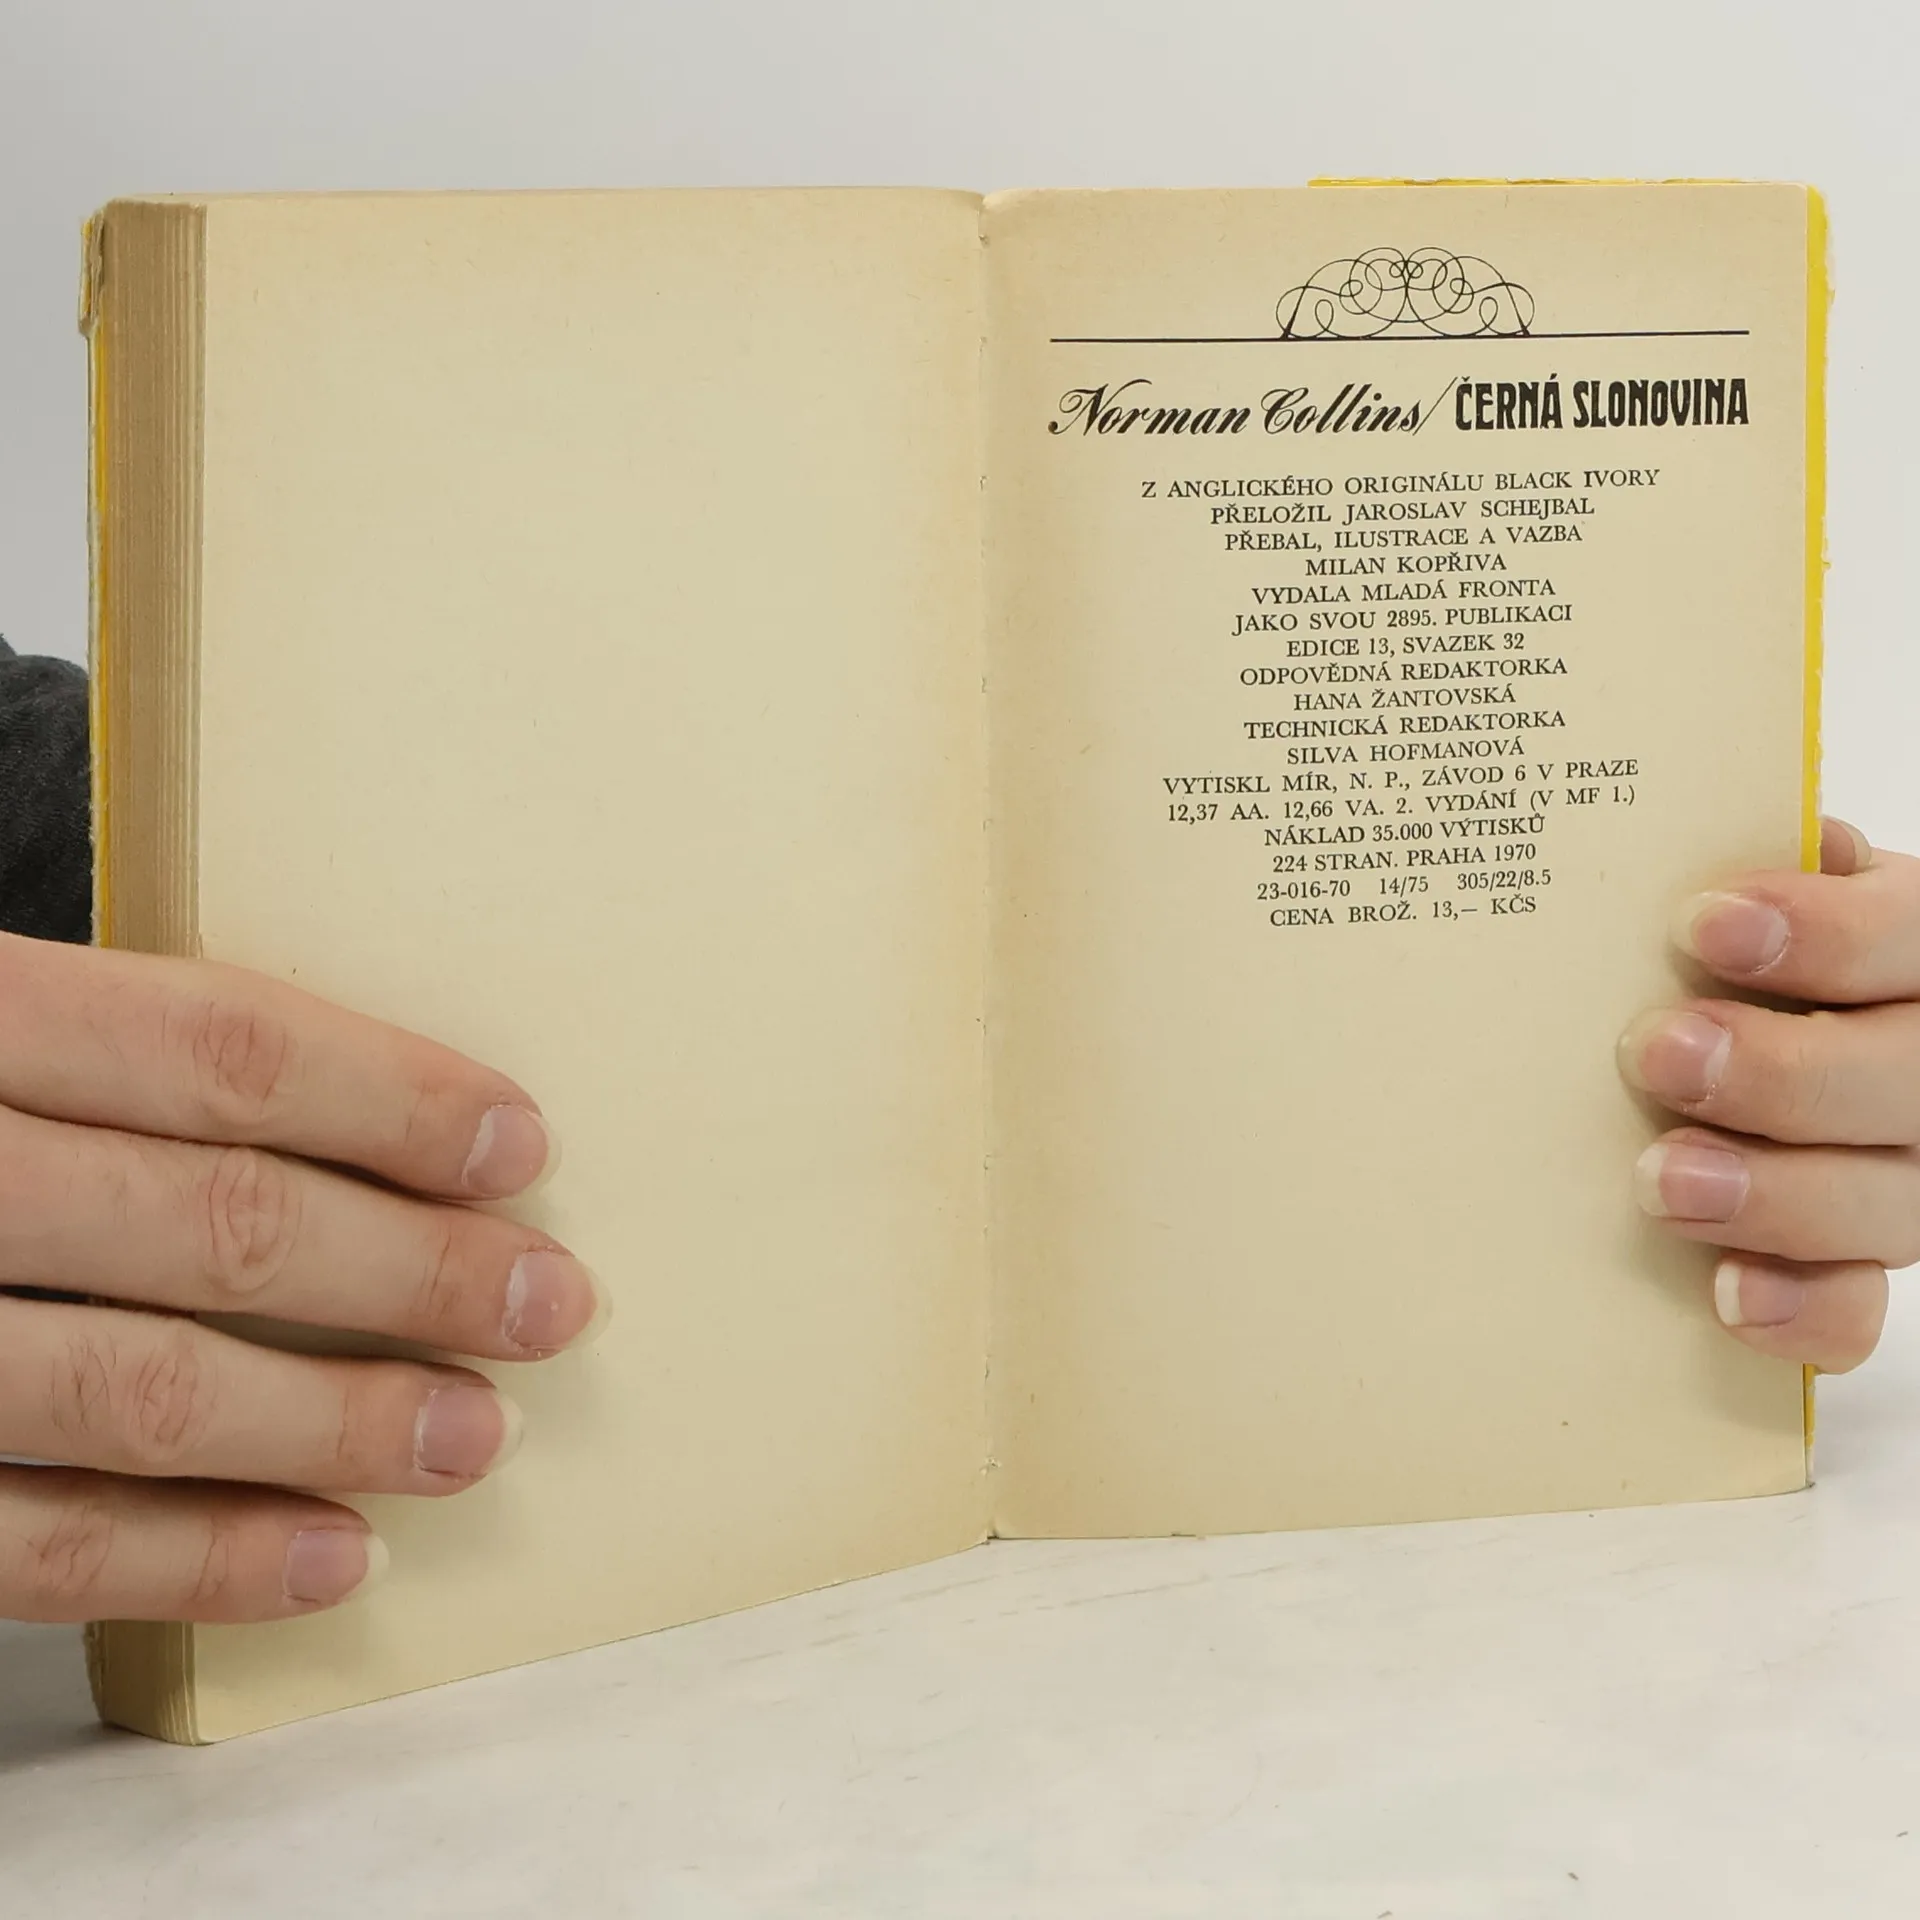 Norman Collins/ČERNÁ SLONOVINA
Z ANGLICKÉHO ORIGINÁLU BLACK IVORY
PŘELOŽIL JAROSLAV SCHEJBAL
PŘEBAL, ILUSTRACE A VAZBA
MILAN KOPŘIVA
VYDALA MLADÁ FRONTA
JAKO SVOU 2895. PUBLIKACI
EDICE 13, SVAZEK 32
ODPOVĚDNÁ REDAKTORKA
HANA ŽANTOVSKÁ
TECHNICKÁ REDAKTORKA
SILVA HOFMANOVÁ
VYTISKL MÍR, N. P., ZÁVOD 6 V PRAZE
12,37 AA. 12,66 VA. 2. VYDÁNÍ (V MF 1.)
NÁKLAD 35.000 VÝTISKŮ
224 STRAN. PRAHA 1970
23-016-70 14/75 305/22/8.5
CENA BROŽ. 13,— KČS